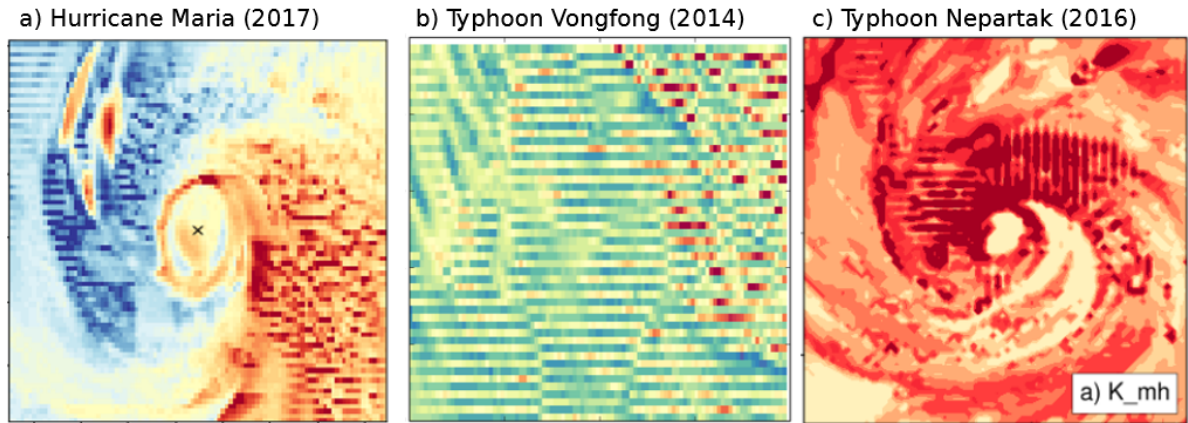 a) Hurricane Maria (2017)
b) Typhoon Vongfong (2014)
c) Typhoon Nepartak (2016)
a) K_mh